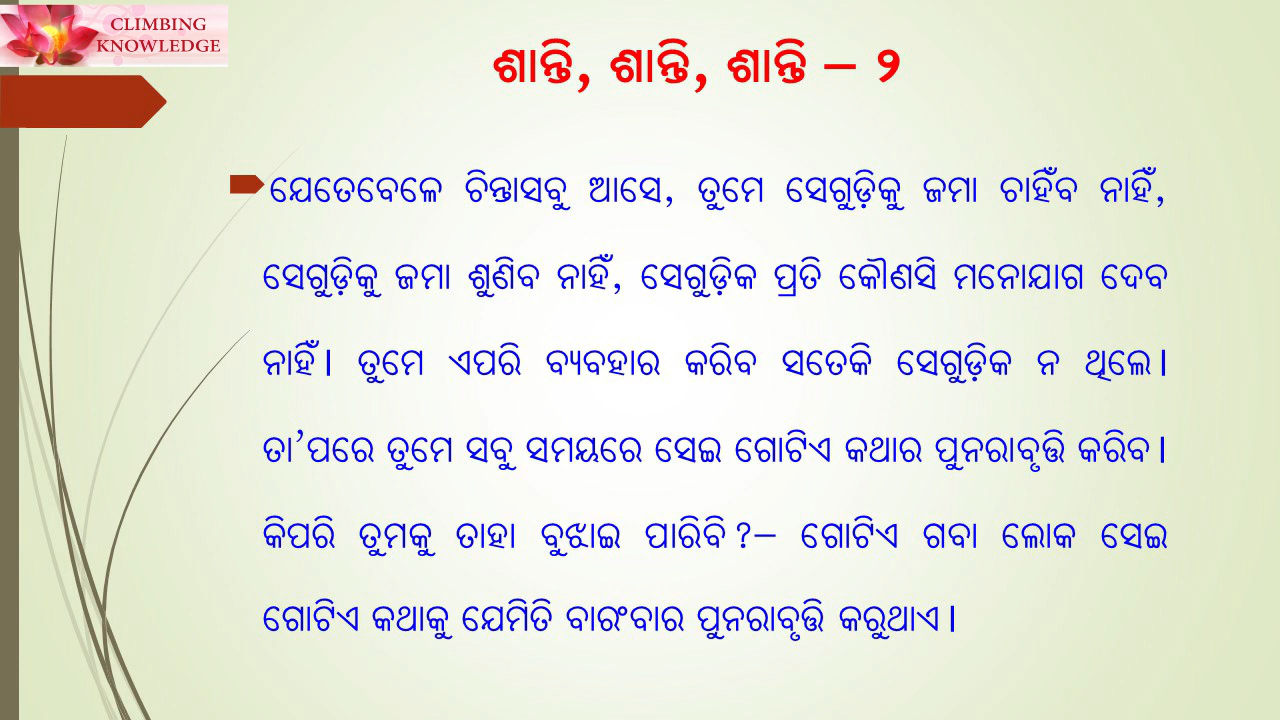 CLIMBING
KNOWLEDGE
ଶାନ୍ତି, ଶାନ୍ତି, ଶାନ୍ତି – ୨
ଯେତେବେଳେ ଚିନ୍ତାସବୁ ଆସେ, ତୁମେ ସେଗୁଡ଼ିକୁ ଜମା ଚାହିଁବ ନାହିଁ,
ସେଗୁଡ଼ିକୁ ଜମା ଶୁଣିବ ନାହିଁ, ସେଗୁଡ଼ିକ ପ୍ରତି କୌଣସି ମନୋଯାଗ ଦେବ
ନାହିଁ। ତୁମେ ଏପରି ବ୍ୟବହାର କରିବ ସତେକି ସେଗୁଡ଼ିକ ନ ଥିଲେ।
ତା’ପରେ ତୁମେ ସବୁ ସମୟରେ ସେଇ ଗୋଟିଏ କଥାର ପୁନରାବୃତ୍ତି କରିବ।
କିପରି ତୁମକୁ ତାହା ବୁଝାଇ ପାରିବି ?– ଗୋଟିଏ ଗବା ଲୋକ ସେଇ
ଗୋଟିଏ କଥାକୁ ଯେମିତି ବାରଂବାର ପୁନରାବୃତ୍ତି କରୁଥାଏ।